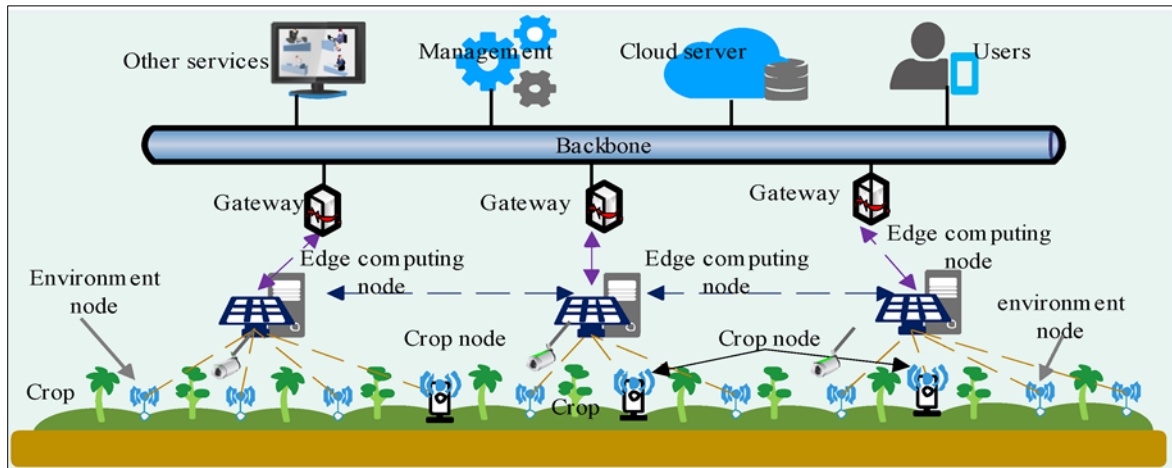 Other services
Management
Cloud server
Users
Backbone
Gateway
Gateway
Gateway
Edge computing
node
Edge computing
node
Edge computing
node
Environment
node
environment
node
Crop node
Crop node
Crop
Crop